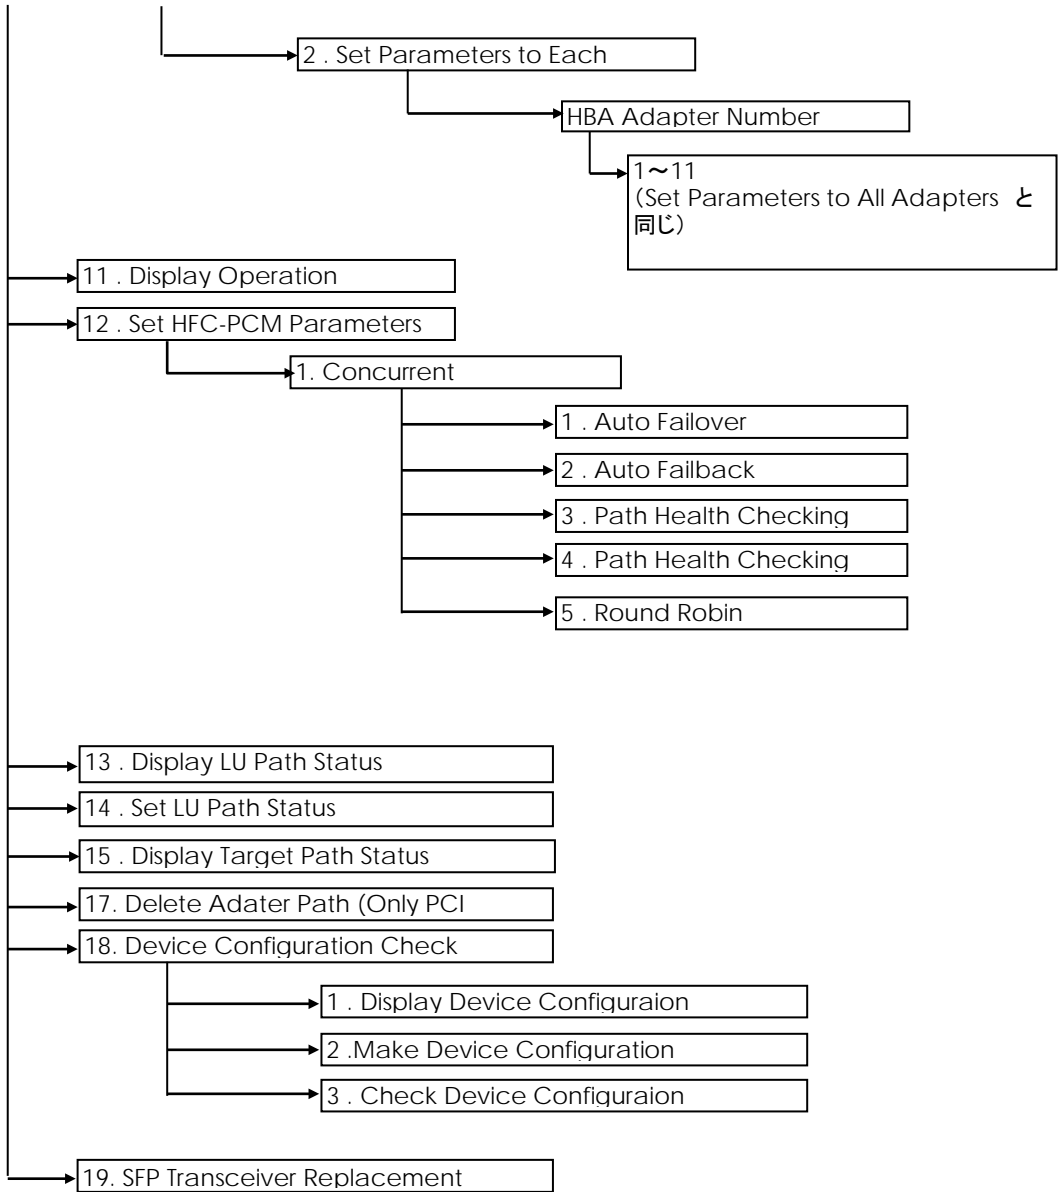 2 . Set Parameters to Each
HBA Adapter Number
1～11
(Set Parameters to All Adapters と
同じ)
11 . Display Operation
12 . Set HFC-PCM Parameters
1. Concurrent
1 . Auto Failover
2 . Auto Failback
3 . Path Health Checking
4 . Path Health Checking
5 . Round Robin
13 . Display LU Path Status
14 . Set LU Path Status
15 . Display Target Path Status
17. Delete Adater Path (Only PCI
18. Device Configuration Check
1 . Display Device Configuraion
2 .Make Device Configuration
3 . Check Device Configuraion
19. SFP Transceiver Replacement